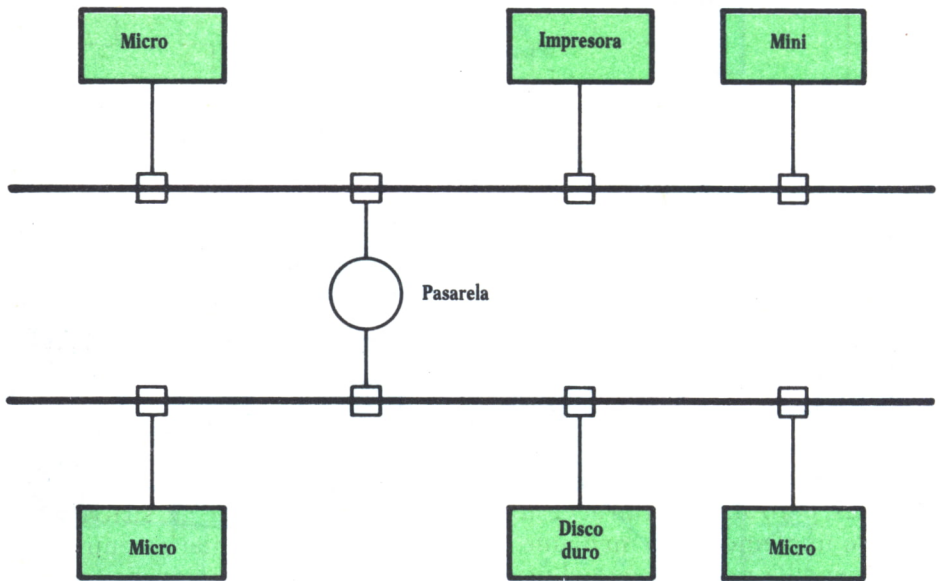 Micro
Impresora
Mini
Pasarela
Micro
Disco
duro
Micro